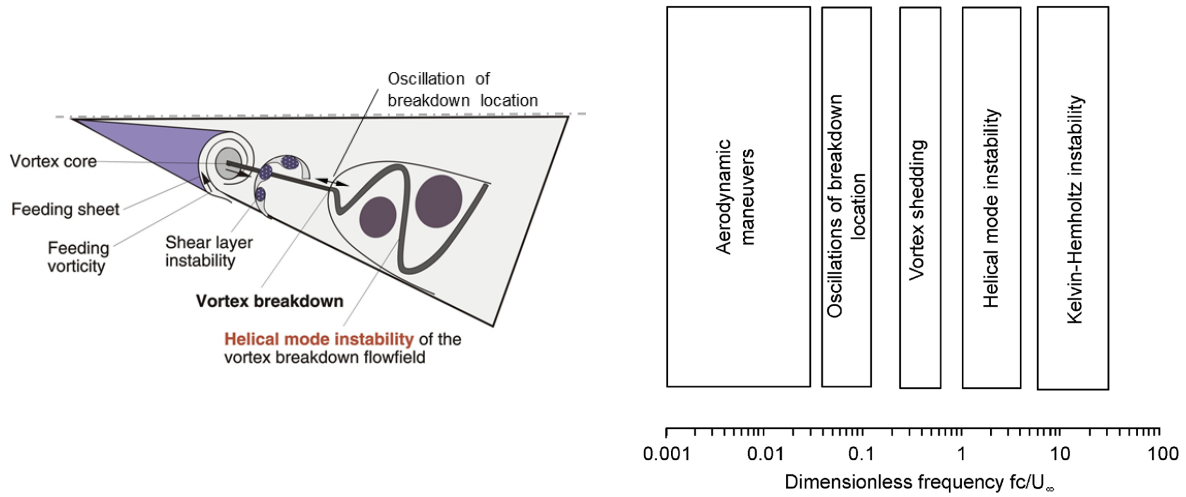 Oscillation of
breakdown location
Vortex core
Feeding sheet
Feeding
vorticity
Shear layer
instability
Vortex breakdown
Helical mode instability of the
vortex breakdown flowfield
Aerodynamic
maneuvers
Oscillations of breakdown
location
Vortex shedding
Helical mode instability
Kelvin-Hemholtz instability
0.001 0.01 0.1 1 10 100
Dimensionless frequency fc/U∞